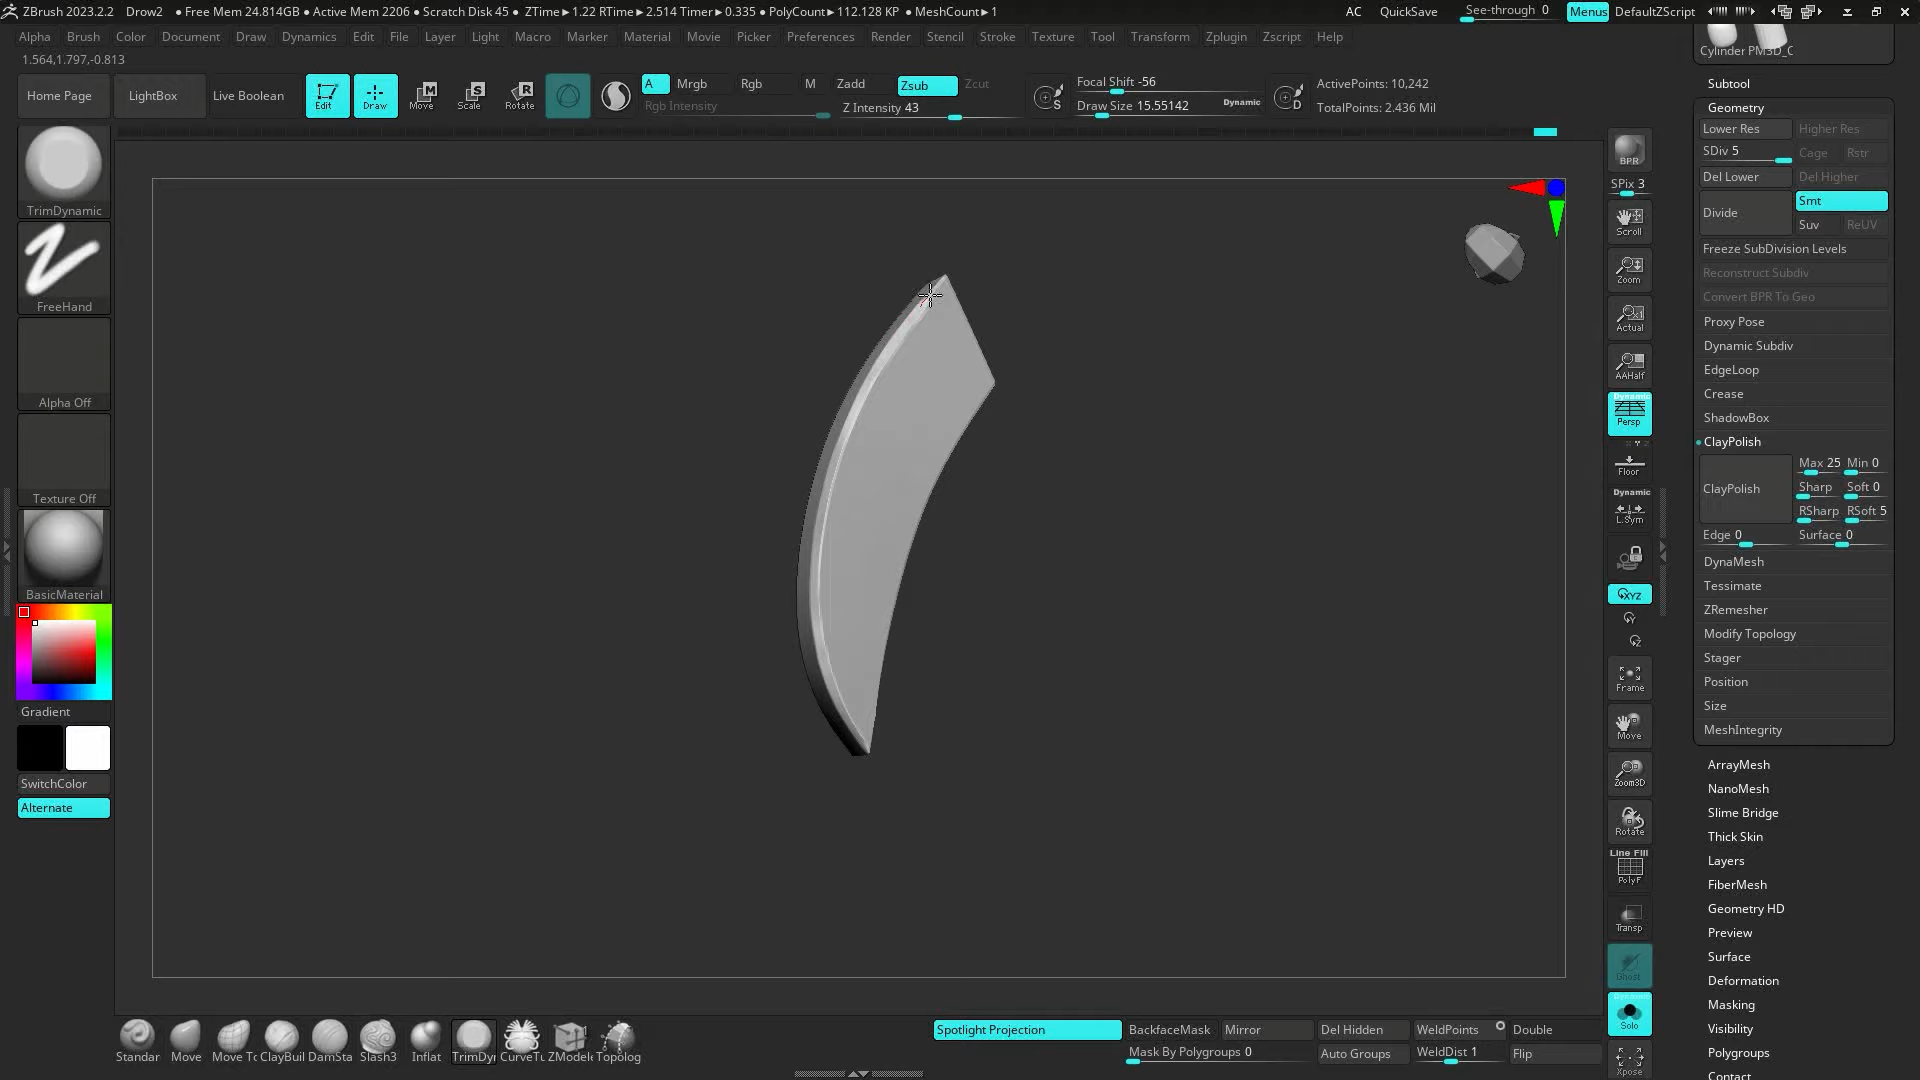 ZBrush 2023.2.2 Drow2 • Free Mem 24.814GB • Active Mem 2206 • Scratch Disk 45 • ZTime►1.22 RTime►2.514 Timer►0.335 • PolyCount►112.128 KP • MeshCount►1 AC QuickSave See-through 0 Menus DefaultZScript
Alpha Brush Color Document Draw Dynamics Edit File Layer Light Macro Marker Material Movie Picker Preferences Render Stencil Stroke Texture Tool Transform Zplugin Zscript Help
1.564,1.797,-0.813
Home Page LightBox Live Boolean Edit Draw Move Scale Rotate
A Mrgb Rgb M Zadd Zsub Zcut
Rgb Intensity Z Intensity 43
Focal Shift -56
Draw Size 15.55142 Dynamic
S D
ActivePoints: 10,242
TotalPoints: 2.436 Mil
TrimDynamic
FreeHand
Alpha Off
Texture Off
BasicMaterial
Gradient
SwitchColor
Alternate
BPR
SPix 3
Scroll
Zoom
Actual
AAHalf
Dynamic
Persp
Floor
Dynamic
L.Sym
XYZ
Y
Z
Frame
Move
Zoom3D
Rotate
Line Fill
PolyF
Transp
Ghost
Dynamic
Solo
Xpose
Cylinder PM3D_C
Subtool
Geometry
Lower Res Higher Res
SDiv 5 Cage Rstr
Del Lower Del Higher
Divide Smt
Suv ReUV
Freeze SubDivision Levels
Reconstruct Subdiv
Convert BPR To Geo
Proxy Pose
Dynamic Subdiv
EdgeLoop
Crease
ShadowBox
ClayPolish
ClayPolish Max 25 Min 0
Sharp Soft 0
RSharp RSoft 5
Edge 0 Surface 0
DynaMesh
Tessimate
ZRemesher
Modify Topology
Stager
Position
Size
MeshIntegrity
ArrayMesh
NanoMesh
Slime Bridge
Thick Skin
Layers
FiberMesh
Geometry HD
Preview
Surface
Deformation
Masking
Visibility
Polygroups
Contact
Standar Move Move To ClayBuil DamSta Slash3 Inflat TrimDyn CurveTu ZModele Topolog
Spotlight Projection BackfaceMask Mirror Del Hidden WeldPoints Double
Mask By Polygroups 0 Auto Groups WeldDist 1 Flip